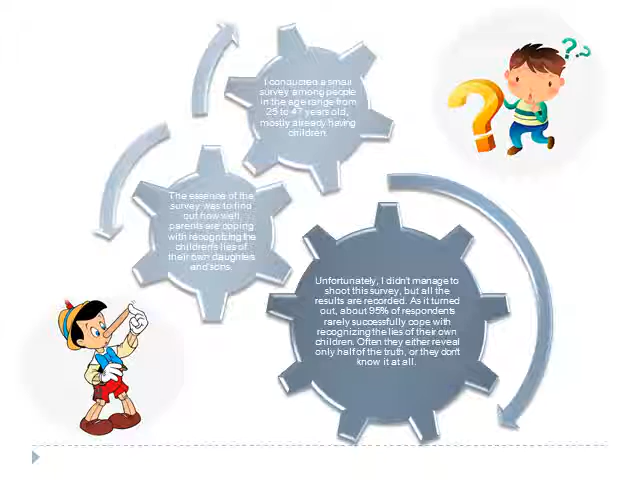 I conducted a small
survey among people
in the age range from
25 to 47 years old,
mostly already having
children.
The essence of the
survey was to find
out how well
parents are coping
with recognizing the
children's lies of
their own daughters
and sons.
Unfortunately, I didn't manage to
shoot this survey, but all the
results are recorded. As it turned
out, about 95% of respondents
rarely successfully cope with
recognizing the lies of their own
children. Often they either reveal
only half of the truth, or they don't
know it at all.